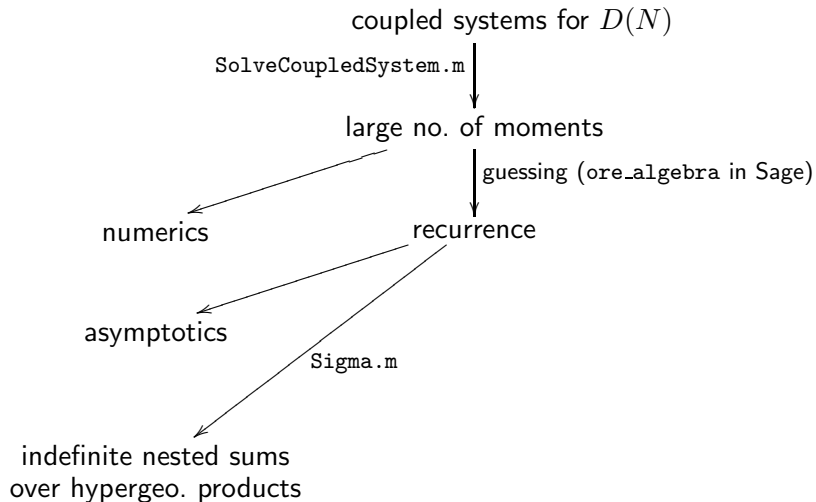 coupled systems for D(N)
SolveCoupledSystem.m
large no. of moments
guessing (ore_algebra in Sage)
numerics
recurrence
asymptotics
Sigma.m
indefinite nested sums
over hypergeo. products